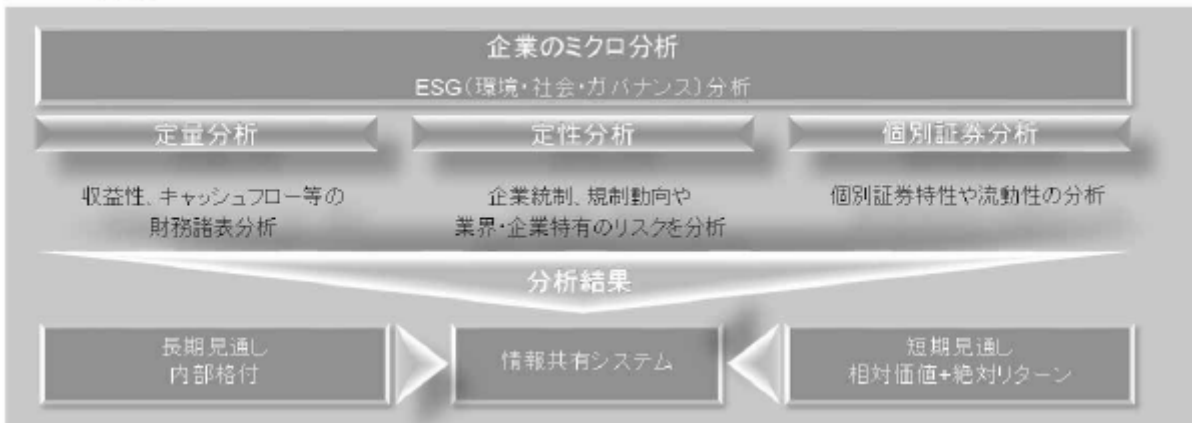 企業のミクロ分析
ESG(環境・社会・ガバナンス)分析
定量分析
定性分析
個別証券分析
収益性、キャッシュフロー等の
財務諸表分析
企業統制、規制動向や
業界・企業特有のリスクを分析
個別証券特性や流動性の分析
分析結果
長期見通し
内部格付
情報共有システム
短期見通し
相対価値+絶対リターン